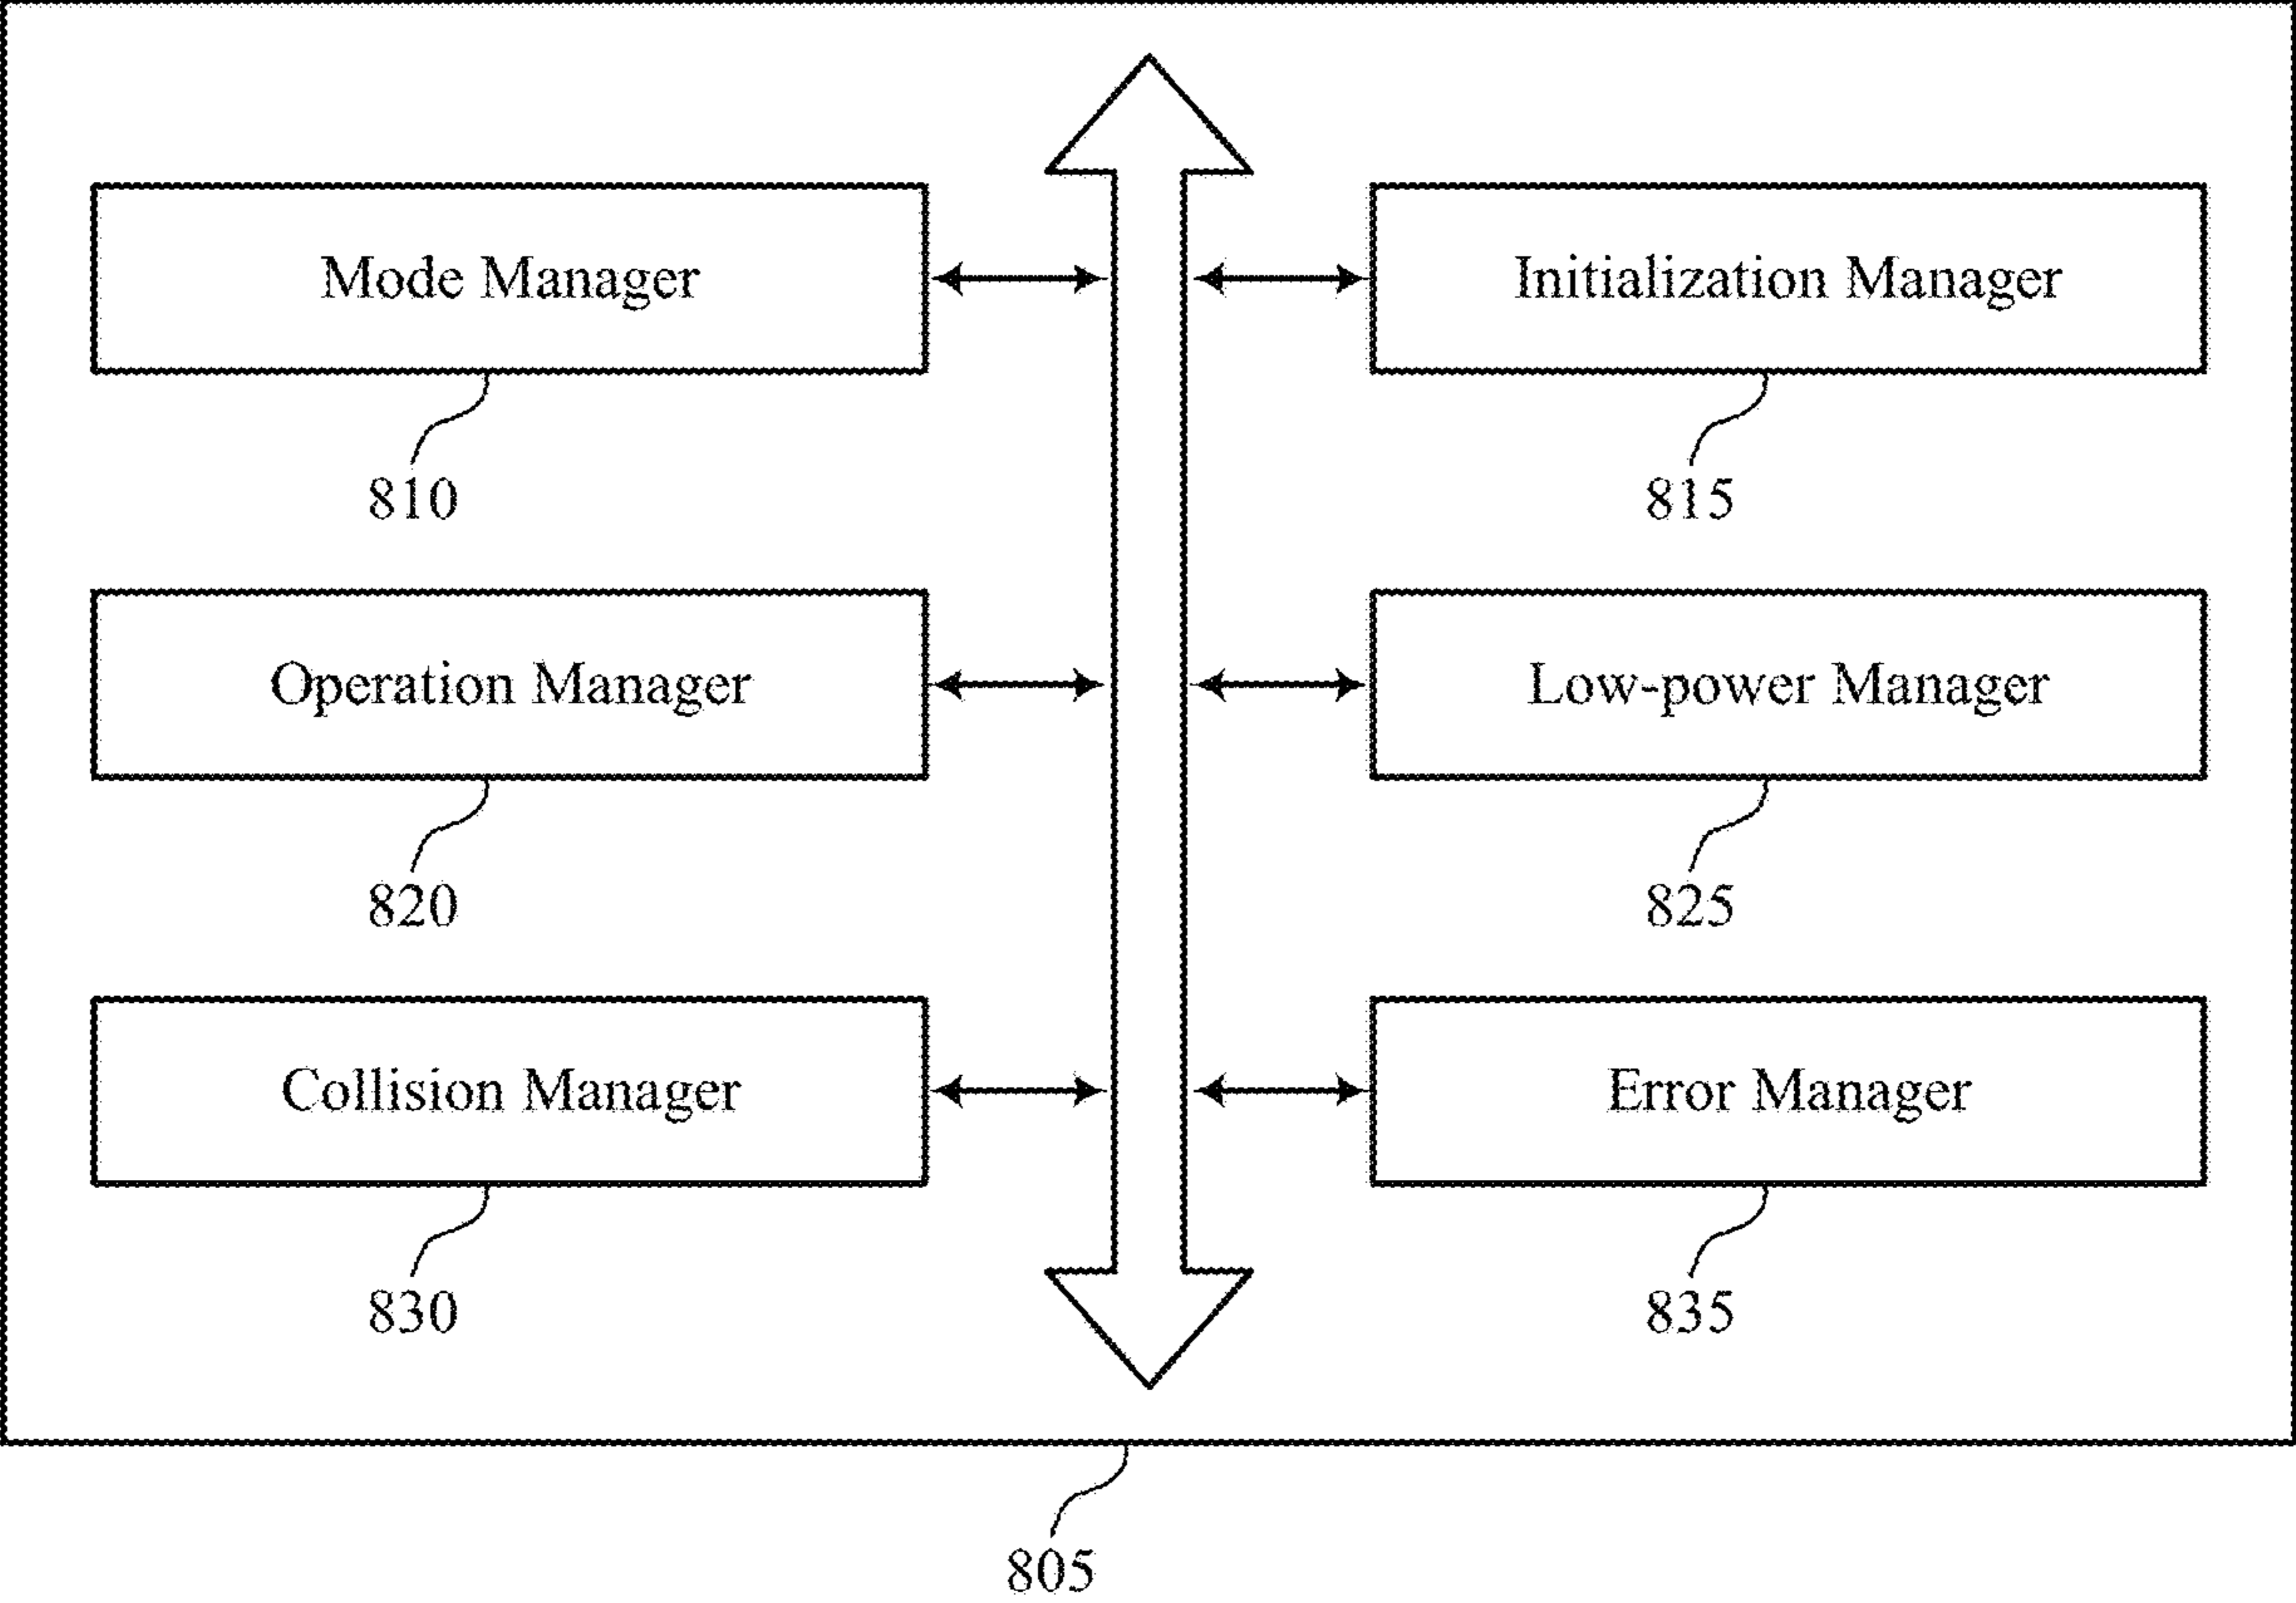 Mode Manager
Initialization Manager
810
815
Operation Manager
Low-power Manager
820
825
Collision Manager
Error Manager
830
835
805